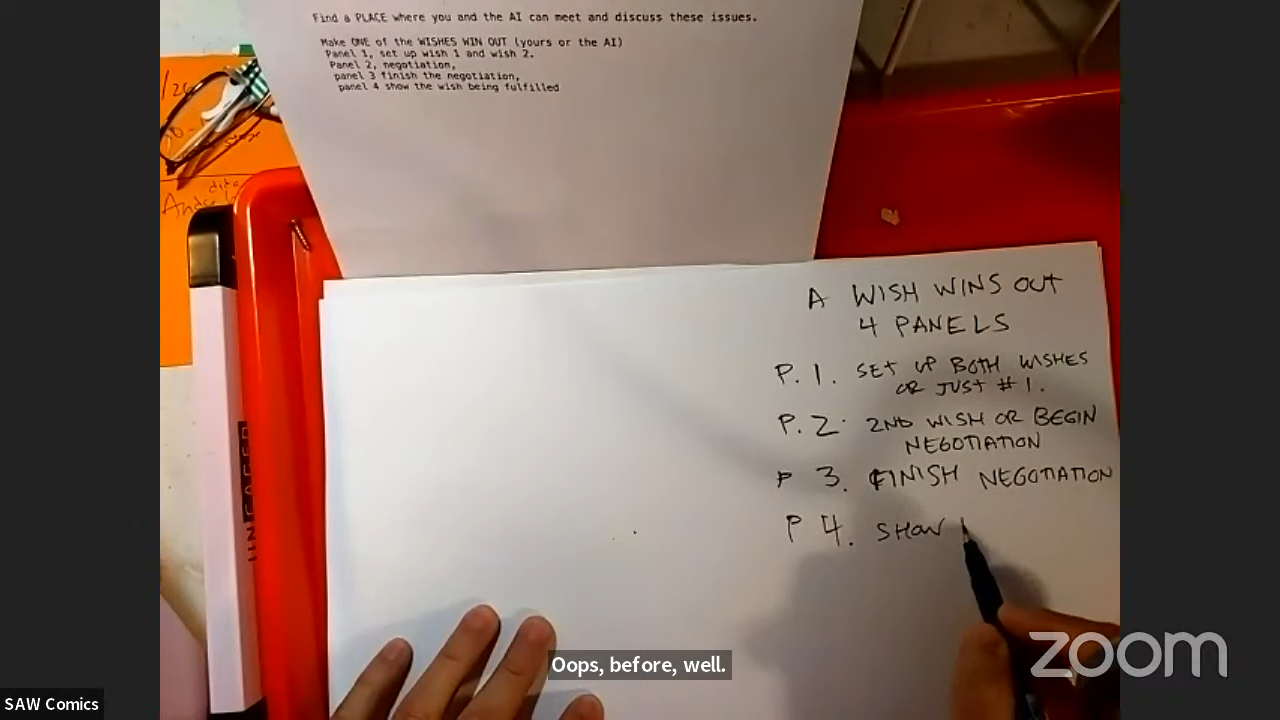 Find a PLACE where you and the AI can meet and discuss these issues.
Make ONE of the WISHES WIN OUT (yours or the AI)
Panel 1, set up wish 1 and wish 2.
Panel 2, negotiation,
panel 3 finish the negotiation,
panel 4 show the wish being fulfilled
A WISH WINS OUT
4 PANELS
P. 1. SET UP BOTH WISHES
OR JUST #1.
P. 2. 2ND WISH OR BEGIN
NEGOTIATION
P 3. FINISH NEGOTIATION
P 4. SHOW
Oops, before, well.
zoom
SAW Comics